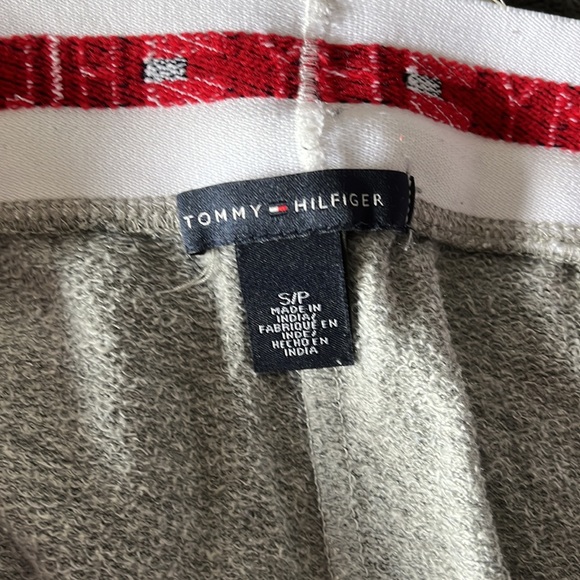 TOMMY HILFIGER
S/P
MADE IN
INDIA/
FABRIQUÉ EN
INDE/
HECHO EN
INDIA